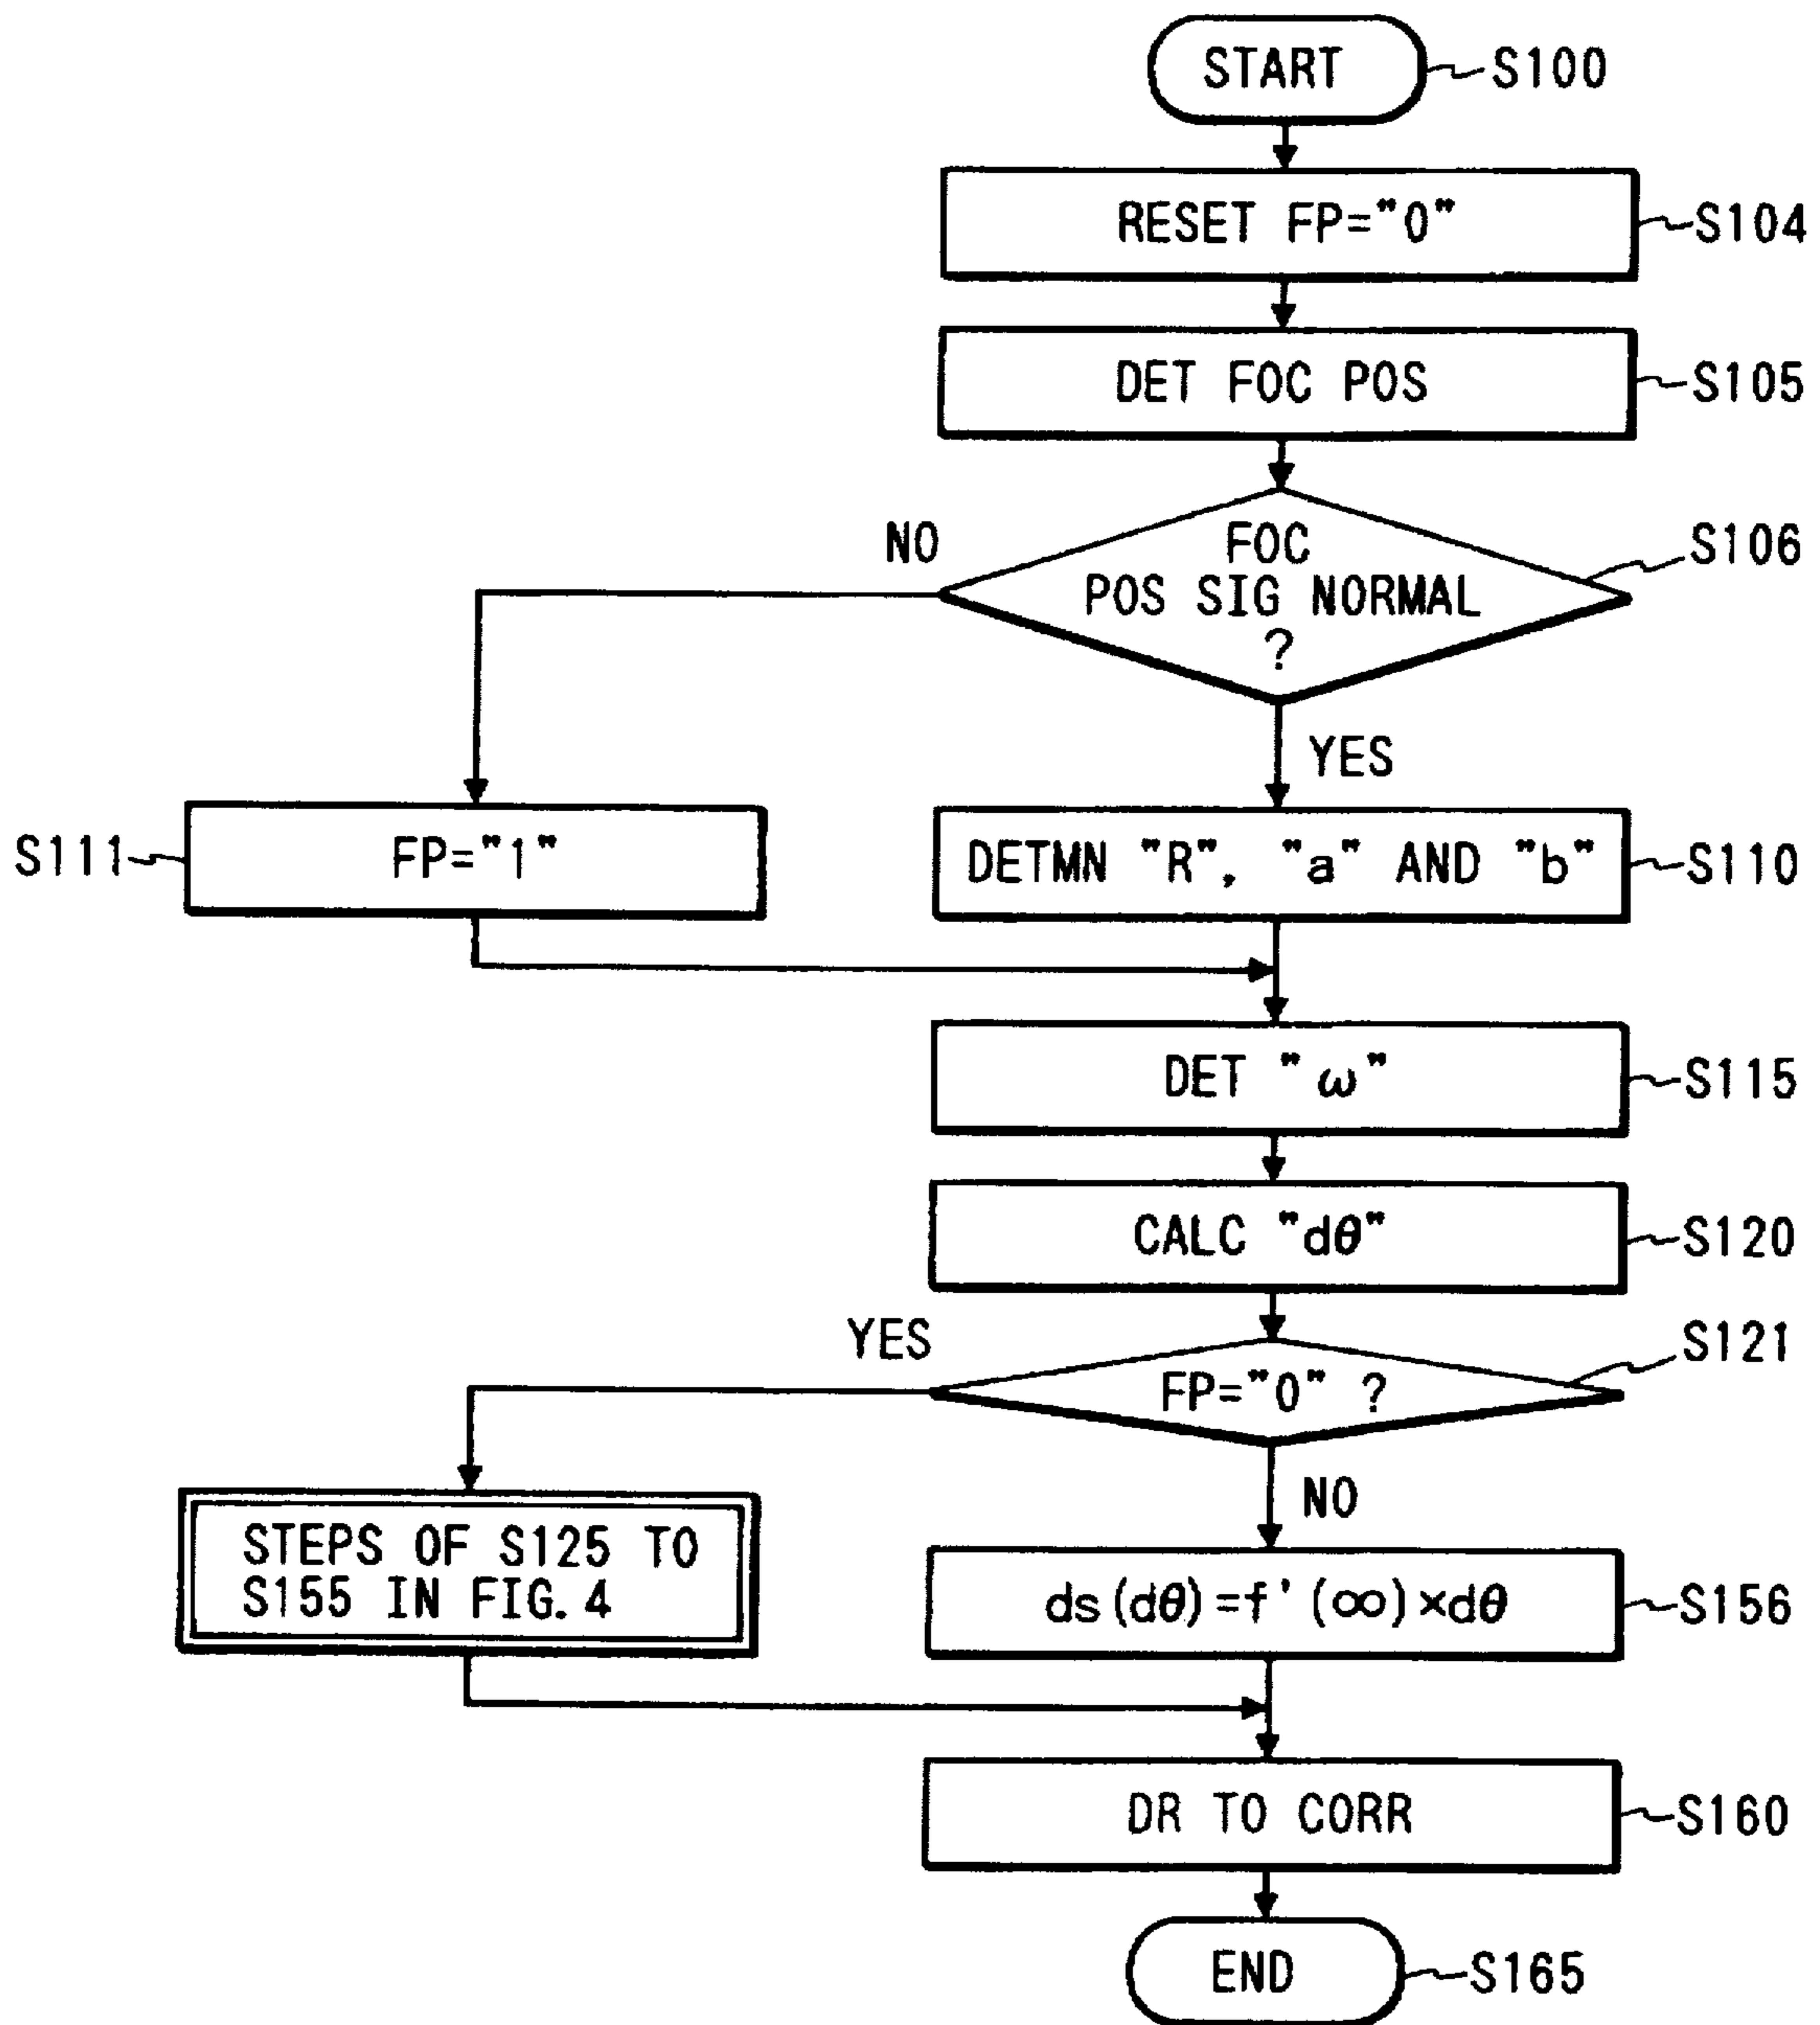 START
S100
RESET FP="0"
S104
DET FOC POS
S105
NO
FOC
POS SIG NORMAL
?
S106
YES
S111
FP="1"
DETMN "R", "a" AND "b"
S110
DET "ω"
S115
CALC "dθ"
S120
YES
FP="0" ?
S121
NO
STEPS OF S125 TO
S155 IN FIG.4
ds(dθ)=f'(∞)×dθ
S156
DR TO CORR
S160
END
S165